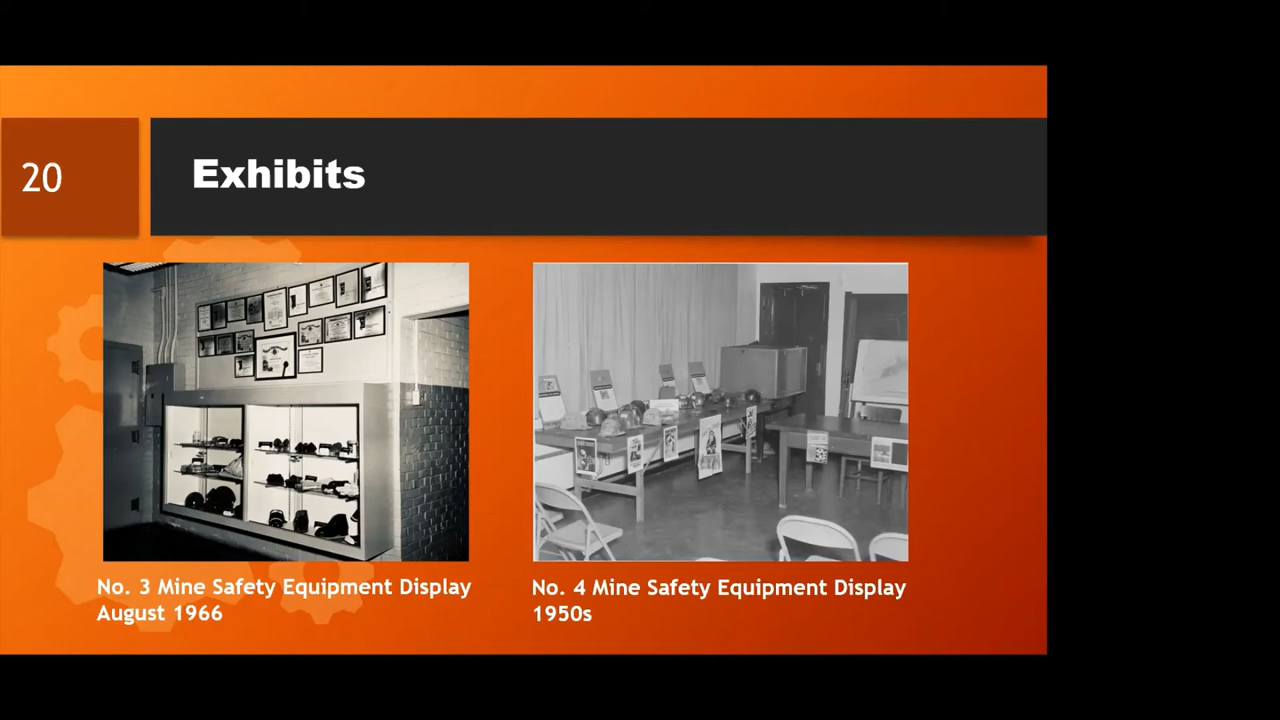 20
Exhibits
No. 3 Mine Safety Equipment Display
August 1966
No. 4 Mine Safety Equipment Display
1950s